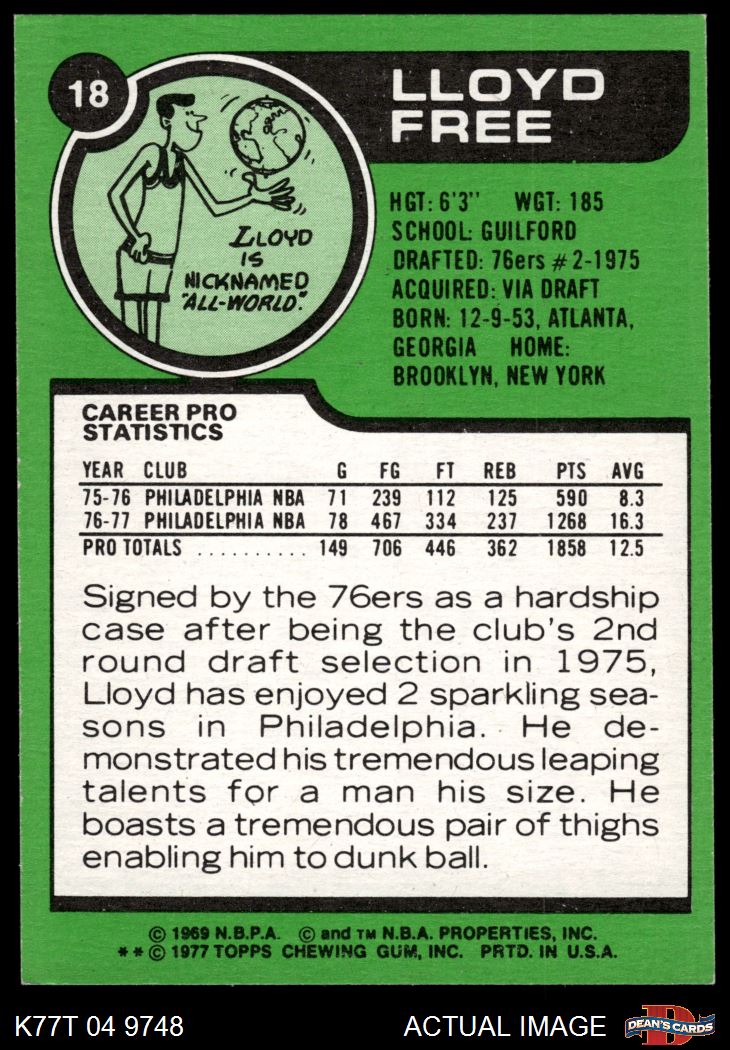 18
LLOYD
FREE
LLOYD
IS
NICKNAMED
"ALL-WORLD."
HGT: 6'3" WGT: 185
SCHOOL: GUILFORD
DRAFTED: 76ers #2-1975
ACQUIRED: VIA DRAFT
BORN: 12-9-53, ATLANTA,
GEORGIA HOME:
BROOKLYN, NEW YORK
CAREER PRO
STATISTICS
YEAR CLUB G FG FT REB PTS AVG
75-76 PHILADELPHIA NBA 71 239 112 125 590 8.3
76-77 PHILADELPHIA NBA 78 467 334 237 1268 16.3
PRO TOTALS .......... 149 706 446 362 1858 12.5
Signed by the 76ers as a hardship
case after being the club's 2nd
round draft selection in 1975,
Lloyd has enjoyed 2 sparkling sea-
sons in Philadelphia. He de-
monstrated his tremendous leaping
talents for a man his size. He
boasts a tremendous pair of thighs
enabling him to dunk ball.
© 1969 N.B.P.A. © and TM N.B.A. PROPERTIES, INC.
**© 1977 TOPPS CHEWING GUM, INC. PRTD. IN U.S.A.
K77T 04 9748 ACTUAL IMAGE
D
DEAN'S CARDS